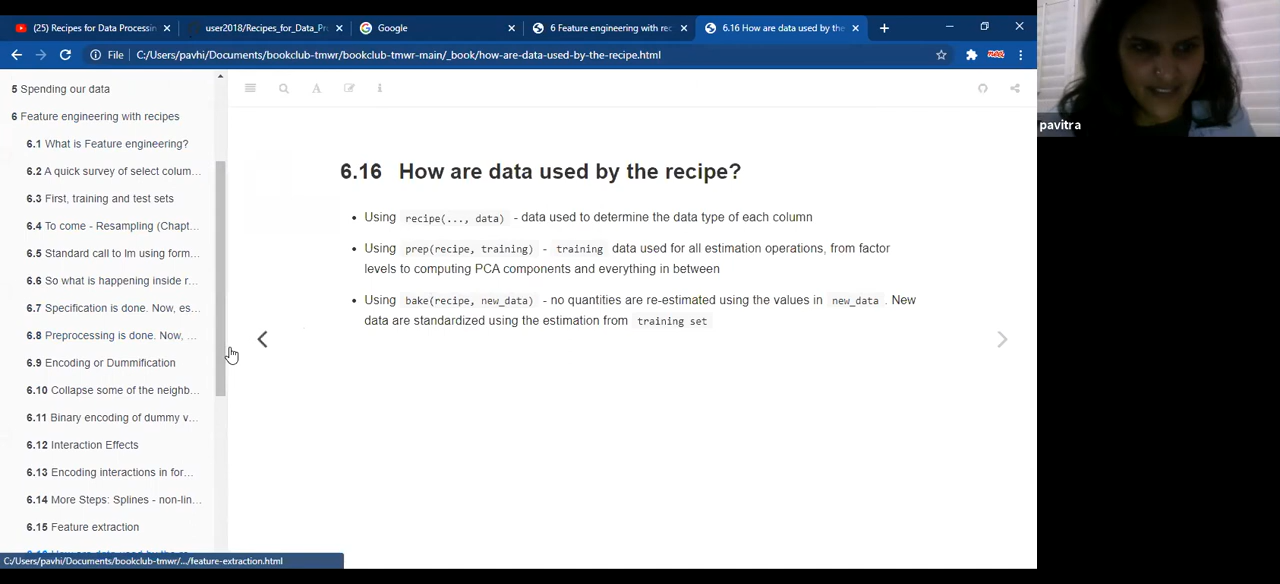 (25) Recipes for Data Processin
user2018/Recipes_for_Data_Pr
Google
6 Feature engineering with rec
6.16 How are data used by the
File
C:/Users/pavhi/Documents/bookclub-tmwr/bookclub-tmwr-main/_book/how-are-data-used-by-the-recipe.html
pavitra
5 Spending our data
6 Feature engineering with recipes
6.1 What is Feature engineering?
6.2 A quick survey of select colum...
6.3 First, training and test sets
6.4 To come - Resampling (Chapt...
6.5 Standard call to lm using form...
6.6 So what is happening inside r...
6.7 Specification is done. Now, es...
6.8 Preprocessing is done. Now, ...
6.9 Encoding or Dummification
6.10 Collapse some of the neighb...
6.11 Binary encoding of dummy v...
6.12 Interaction Effects
6.13 Encoding interactions in for...
6.14 More Steps: Splines - non-lin...
6.15 Feature extraction
C:/Users/pavhi/Documents/bookclub-tmwr/.../feature-extraction.html
6.16 How are data used by the recipe?
• Using recipe(..., data) - data used to determine the data type of each column
• Using prep(recipe, training) - training data used for all estimation operations, from factor
levels to computing PCA components and everything in between
• Using bake(recipe, new_data) - no quantities are re-estimated using the values in new_data. New
data are standardized using the estimation from training set